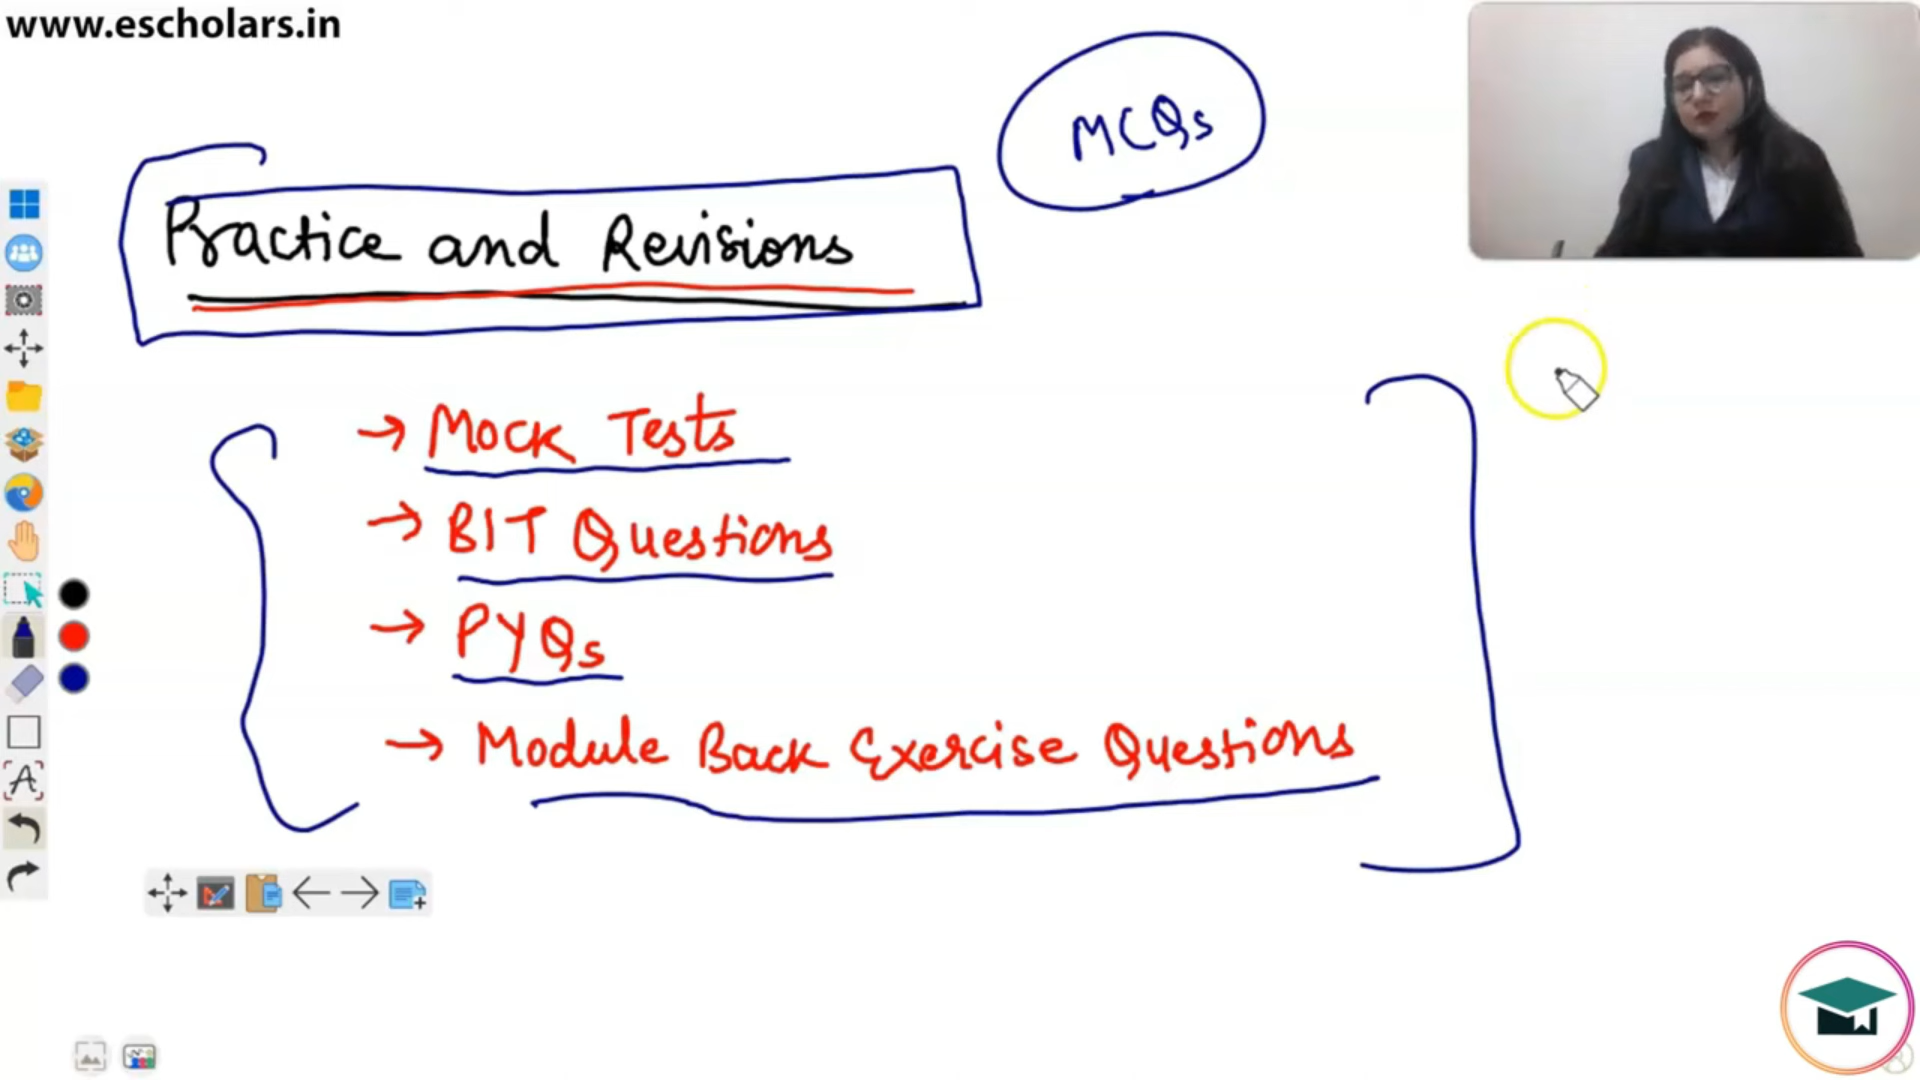 www.escholars.in
MCQs
Practice and Revisions
→ Mock Tests
→ BIT Questions
→ PYQs
→ Module Back Exercise Questions